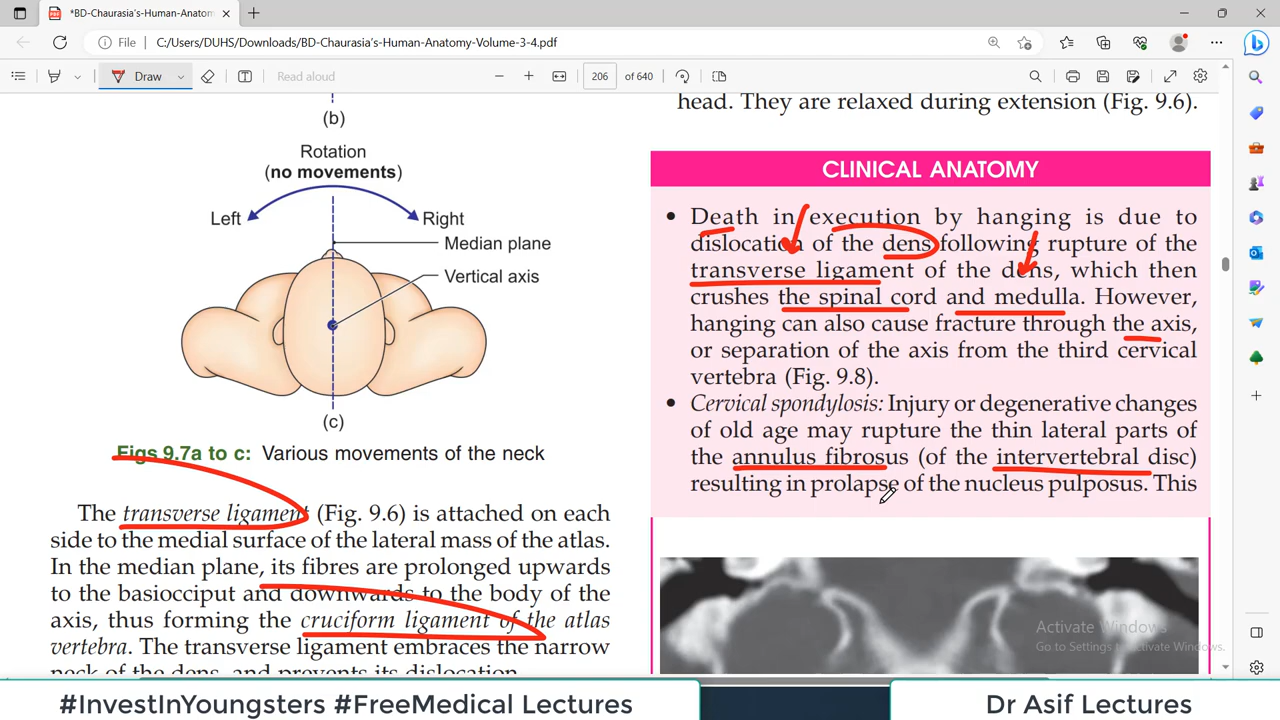 *BD-Chaurasia's-Human-Anatom
File
C:/Users/DUHS/Downloads/BD-Chaurasia's-Human-Anatomy-Volume-3-4.pdf
Draw
Read aloud
206 of 640
(b)
Rotation
(no movements)
Left
Right
Median plane
Vertical axis
(c)
Figs 9.7a to c: Various movements of the neck
The transverse ligament (Fig. 9.6) is attached on each
side to the medial surface of the lateral mass of the atlas.
In the median plane, its fibres are prolonged upwards
to the basiocciput and downwards to the body of the
axis, thus forming the cruciform ligament of the atlas
vertebra. The transverse ligament embraces the narrow
neck of the dens, and prevents its dislocation.
head. They are relaxed during extension (Fig. 9.6).
CLINICAL ANATOMY
• Death in execution by hanging is due to
dislocation of the dens following rupture of the
transverse ligament of the dens, which then
crushes the spinal cord and medulla. However,
hanging can also cause fracture through the axis,
or separation of the axis from the third cervical
vertebra (Fig. 9.8).
• Cervical spondylosis: Injury or degenerative changes
of old age may rupture the thin lateral parts of
the annulus fibrosus (of the intervertebral disc)
resulting in prolapse of the nucleus pulposus. This
Activate Windows
Go to Settings to activate Windows.
#InvestInYoungsters #FreeMedical Lectures
Dr Asif Lectures